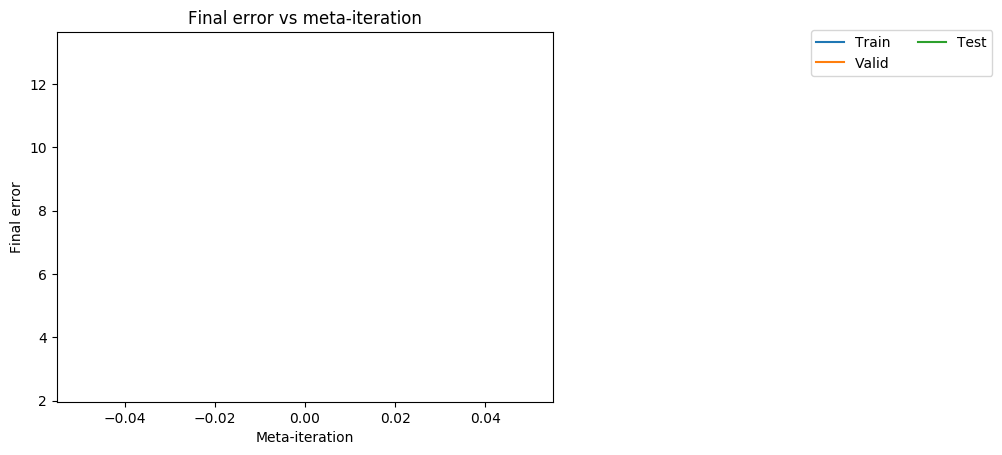 Final error vs meta-iteration
Train
Test
Valid
12
10
8
6
4
2
Final error
−0.04
−0.02
0.00
0.02
0.04
Meta-iteration